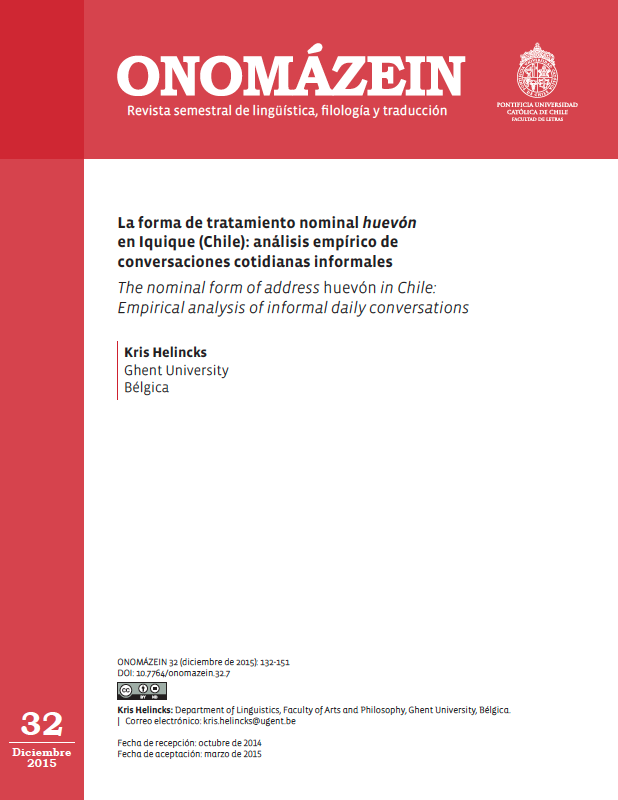 ONOMÁZEIN
Revista semestral de lingüística, filología y traducción
PONTIFICIA UNIVERSIDAD
CATÓLICA DE CHILE
FACULTAD DE LETRAS
La forma de tratamiento nominal huevón
en Iquique (Chile): análisis empírico de
conversaciones cotidianas informales
The nominal form of address huevón in Chile:
Empirical analysis of informal daily conversations
Kris Helincks
Ghent University
Bélgica
ONOMÁZEIN 32 (diciembre de 2015): 132-151
DOI: 10.7764/onomazein.32.7
CC BY ND
Kris Helincks: Department of Linguistics, Faculty of Arts and Philosophy, Ghent University, Bélgica.
| Correo electrónico: kris.helincks@ugent.be
Fecha de recepción: octubre de 2014
Fecha de aceptación: marzo de 2015
32
Diciembre
2015